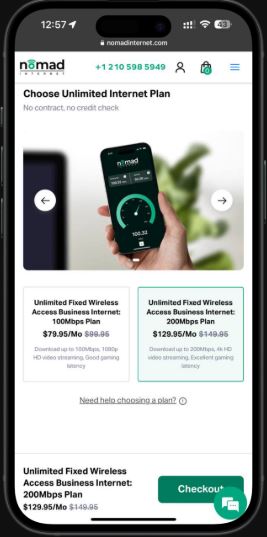 12:57
43
nomadinternet.com
nomad
INTERNET
+1 210 598 5949
Choose Unlimited Internet Plan
No contract, no credit check
nomad
100.32
Unlimited Fixed Wireless
Access Business Internet:
100Mbps Plan
$79.95/Mo $99.95
Download up to 100Mbps, 1080p
HD video streaming, Good gaming
latency
Unlimited Fixed Wireless
Access Business Internet:
200Mbps Plan
$129.95/Mo $149.95
Download up to 200Mbps, 4k HD
video streaming, Excellent gaming
latency
Need help choosing a plan?
Unlimited Fixed Wireless
Access Business Internet:
200Mbps Plan
$129.95/Mo $149.95
Checkout